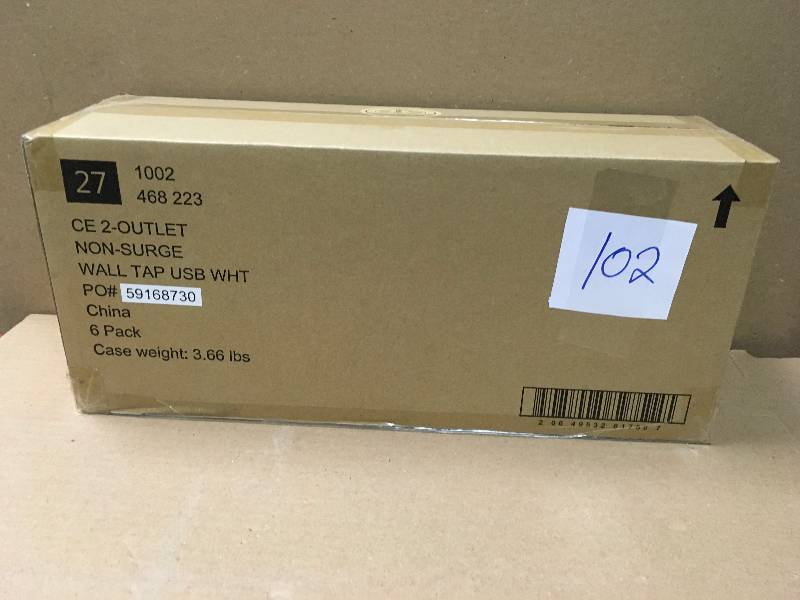 27
1002
468 223
CE 2-OUTLET
NON-SURGE
WALL TAP USB WHT
PO# 59168730
China
6 Pack
Case weight: 3.66 lbs
102